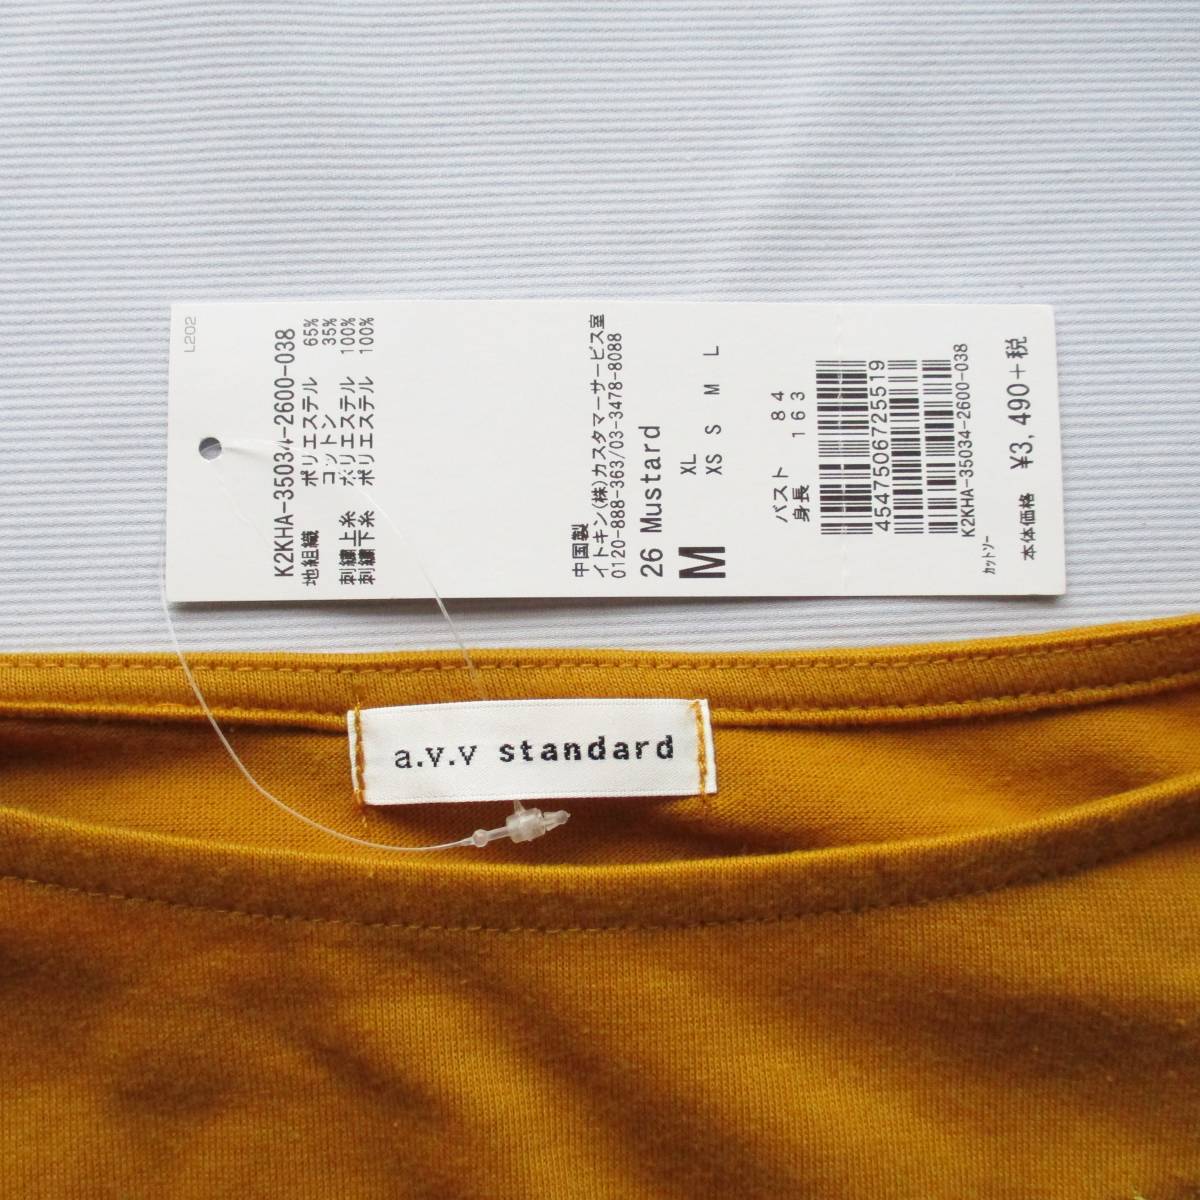 L202
K2KHA-35034-2600-038
地組織 ポリエステル 65%
コットン 35%
刺繍上糸 ポリエステル 100%
刺繍下糸 ポリエステル 100%
中国製
イトキン(株)カスタマーサービス室
0120-888-363/03-3478-8088
26 Mustard
XL
M XS S M L
バスト 84
身長 163
4547506725519
K2KHA-35034-2600-038
カットソー
本体価格 ¥3,490+税
a.v.v standard